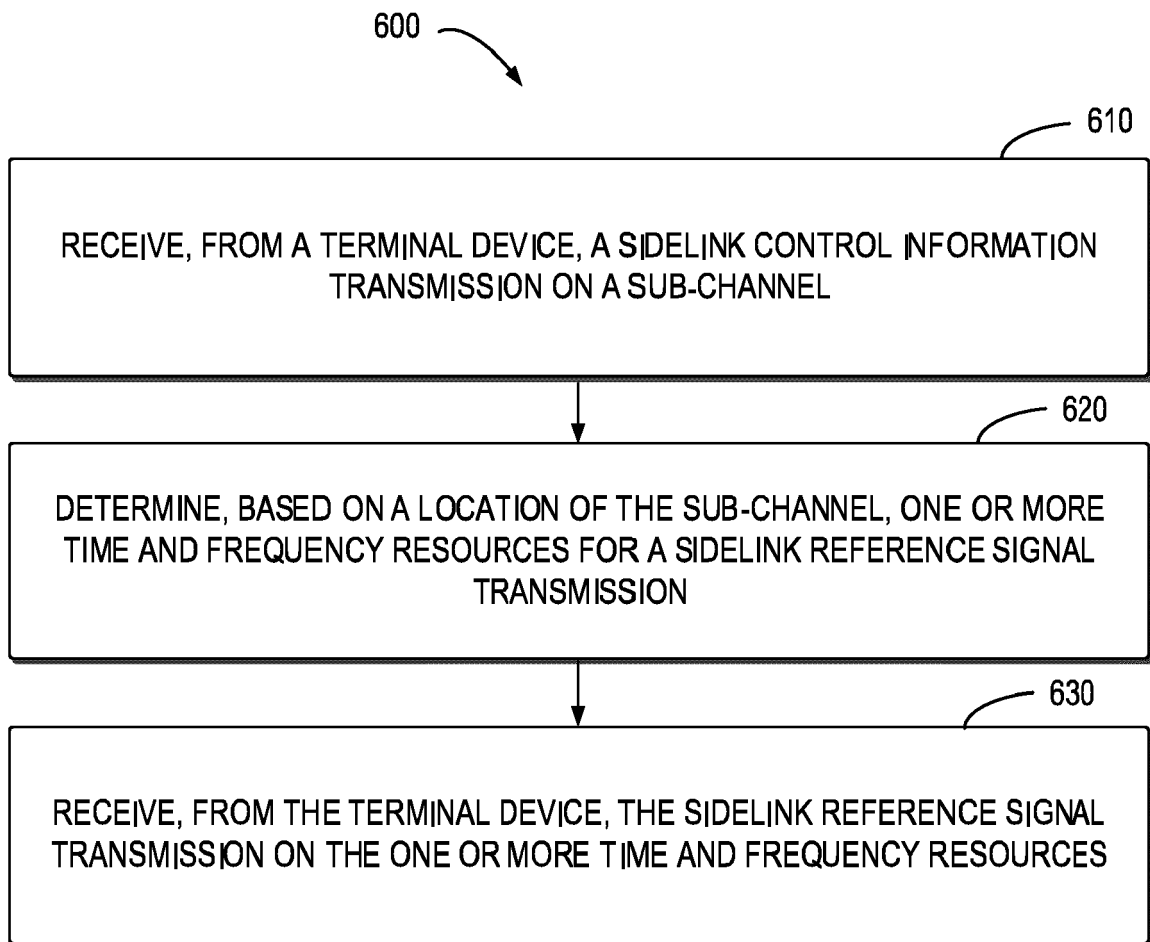 600
610
RECEIVE, FROM A TERMINAL DEVICE, A SIDELINK CONTROL INFORMATION
TRANSMISSION ON A SUB-CHANNEL
620
DETERMINE, BASED ON A LOCATION OF THE SUB-CHANNEL, ONE OR MORE
TIME AND FREQUENCY RESOURCES FOR A SIDELINK REFERENCE SIGNAL
TRANSMISSION
630
RECEIVE, FROM THE TERMINAL DEVICE, THE SIDELINK REFERENCE SIGNAL
TRANSMISSION ON THE ONE OR MORE TIME AND FREQUENCY RESOURCES